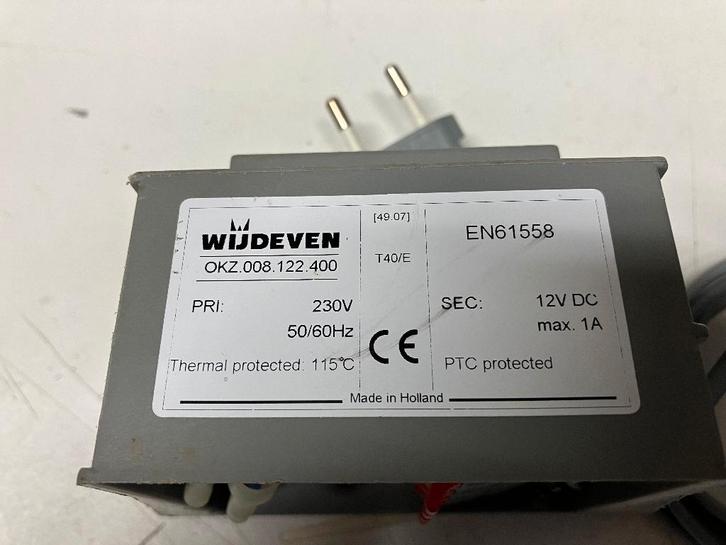 WIJDEVEN
OKZ.008.122.400
PRI: 230V
50/60Hz
Thermal protected: 115°C
[49.07]
T40/E
CE
EN61558
SEC: 12V DC
max. 1A
PTC protected
Made in Holland